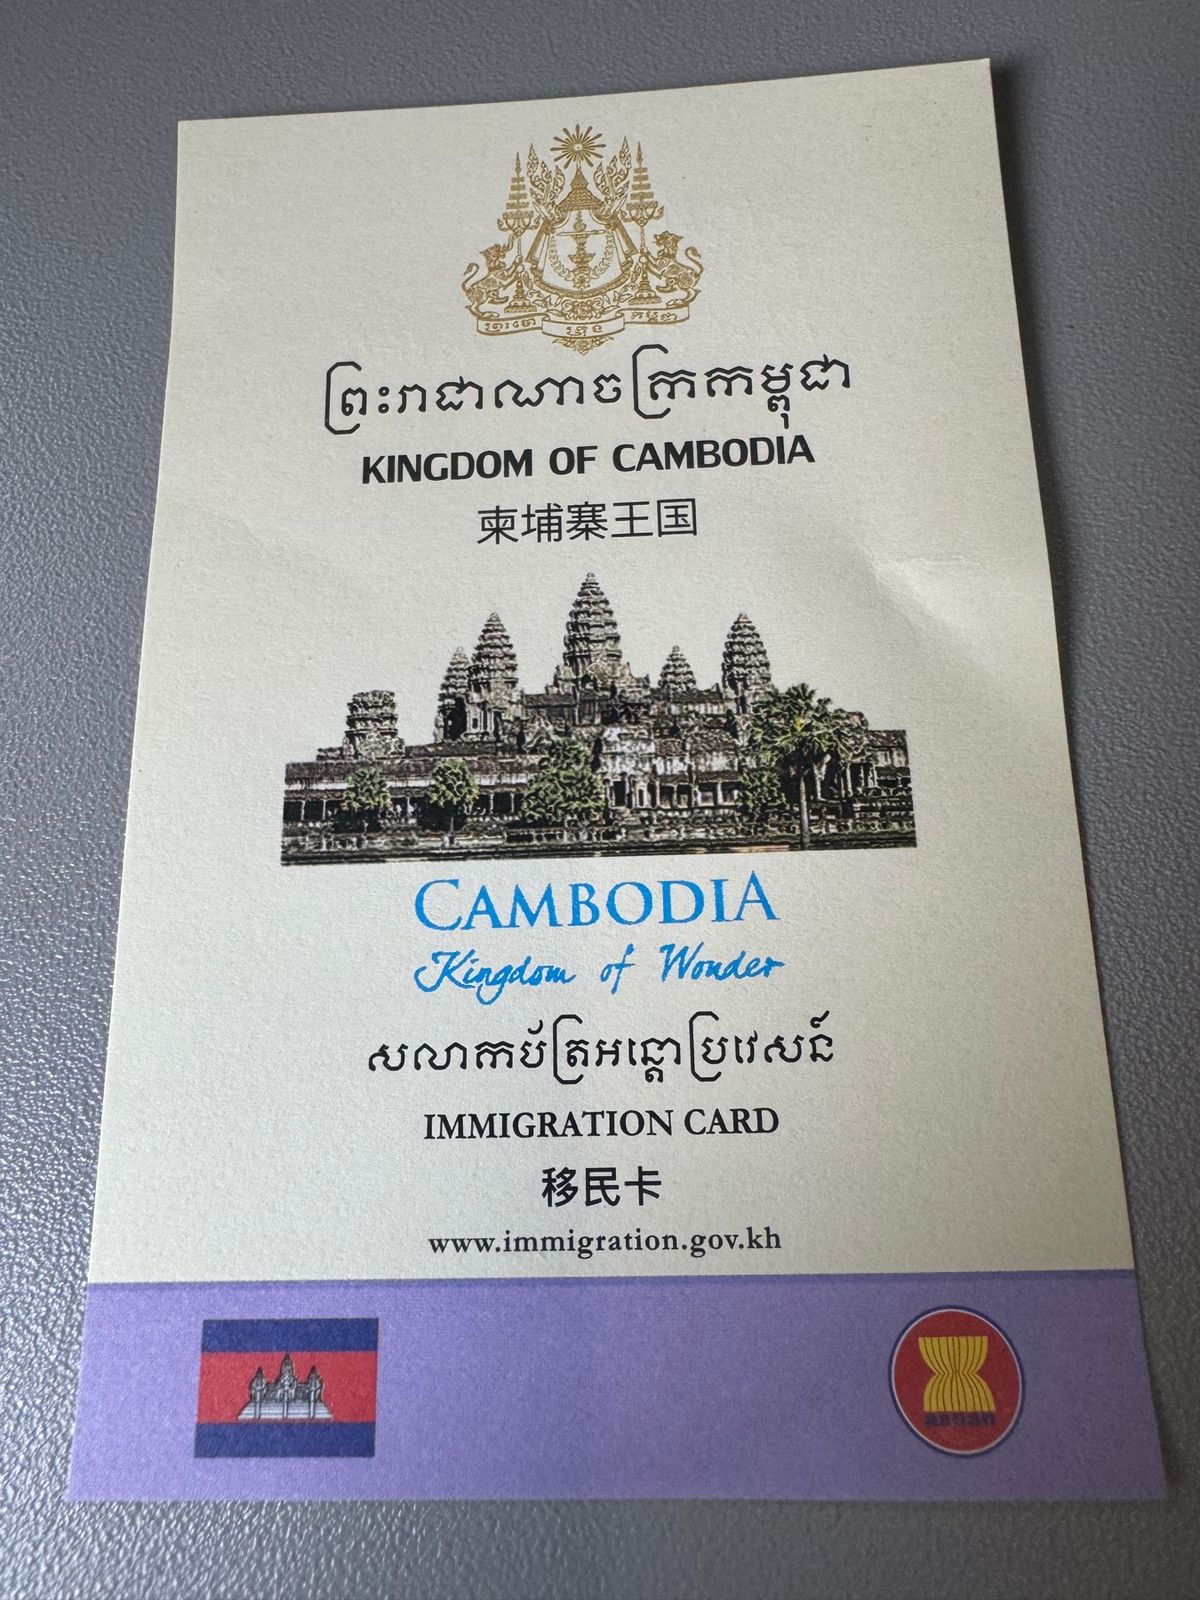 ព្រះរាជាណាចក្រកម្ពុជា
KINGDOM OF CAMBODIA
柬埔寨王国
CAMBODIA
Kingdom of Wonder
សលាកប័ត្រអន្តោប្រវេសន៍
IMMIGRATION CARD
移民卡
www.immigration.gov.kh
asean